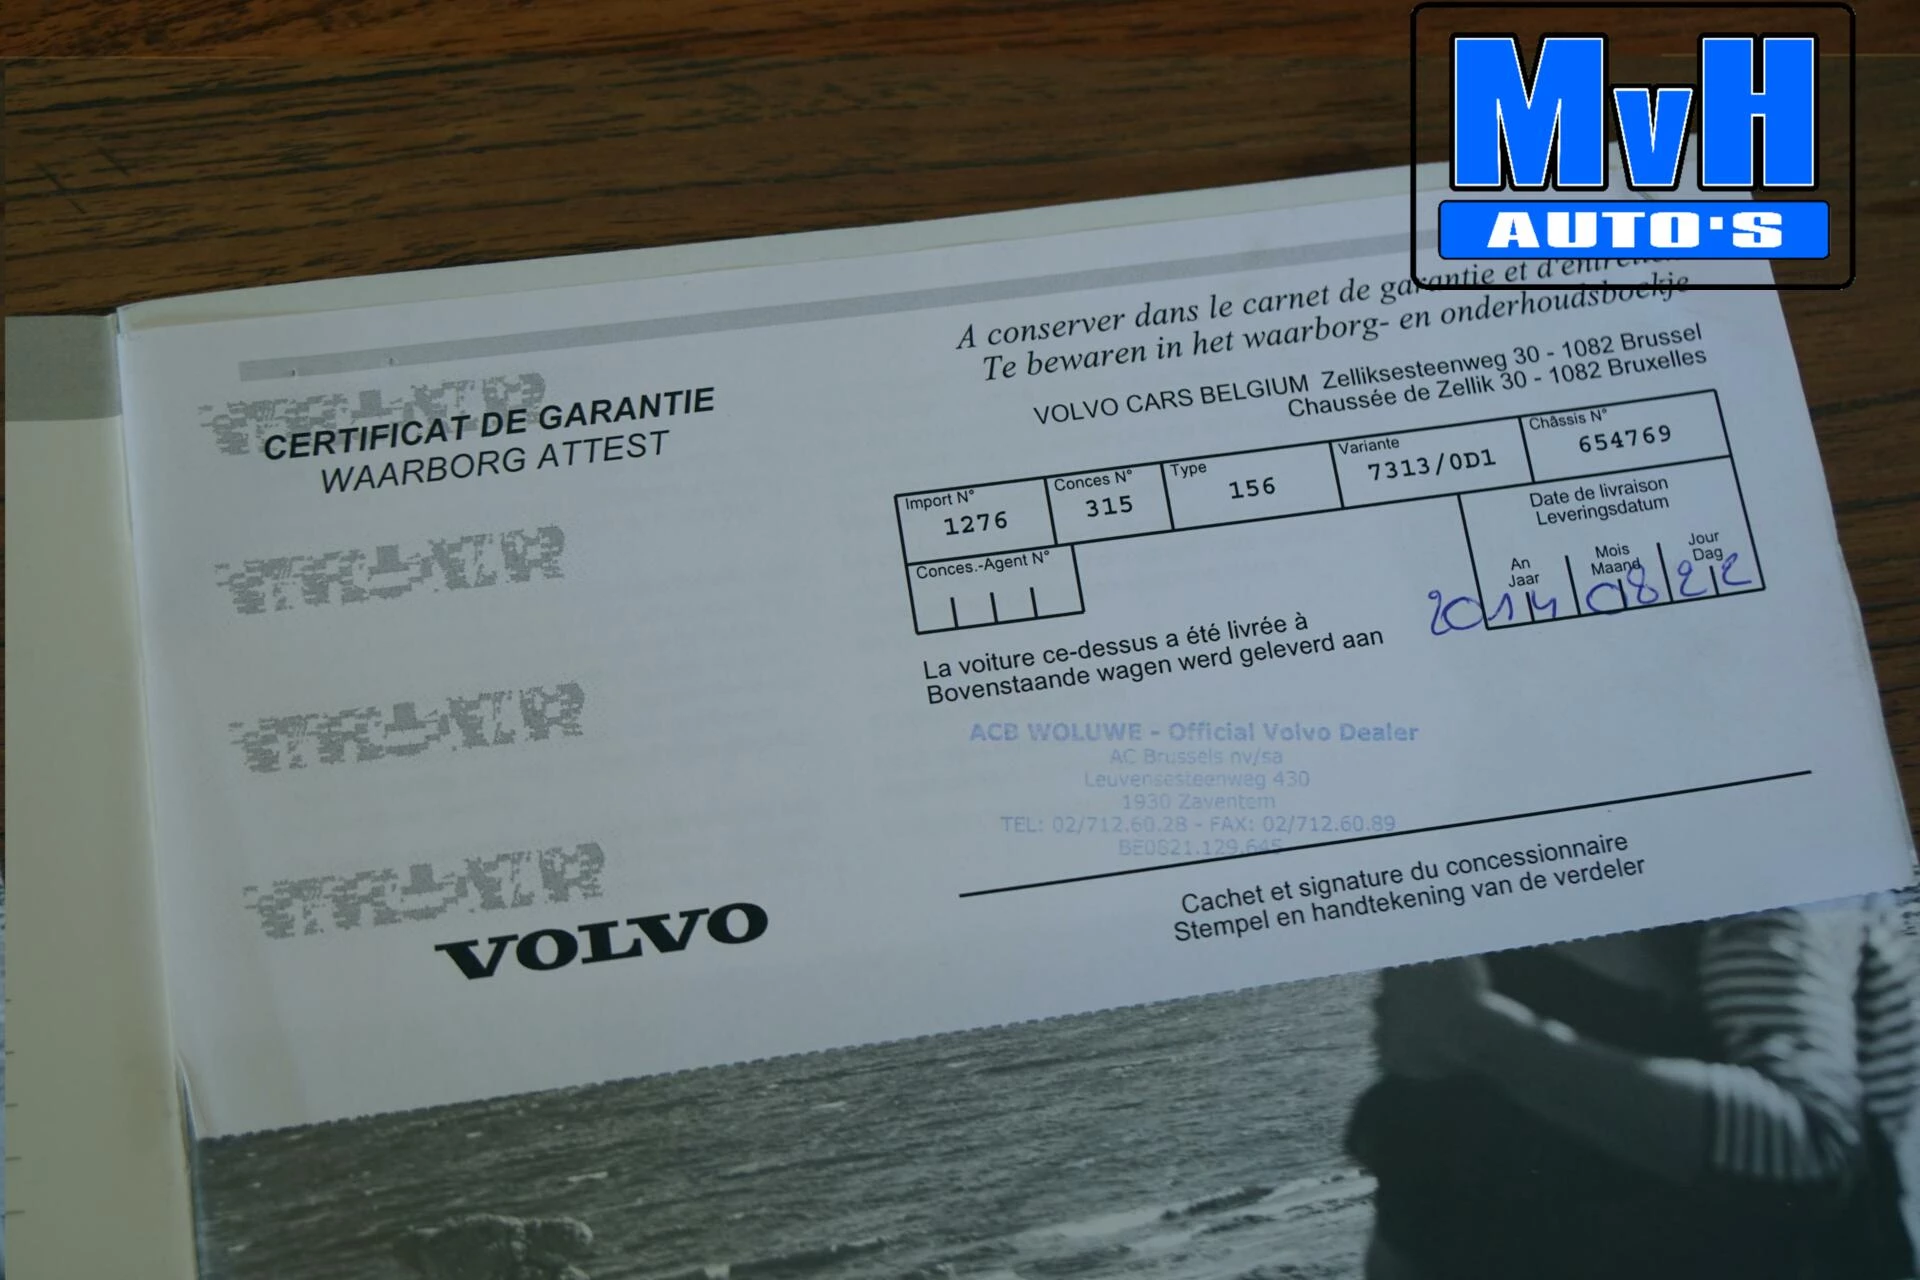 MvH
AUTO'S
A conserver dans le carnet de garantie et d'entretien
Te bewaren in het waarborg- en onderhoudsboekje
VOLVO CARS BELGIUM Zelliksesteenweg 30 - 1082 Brussel
Chaussée de Zellik 30 - 1082 Bruxelles
CERTIFICAT DE GARANTIE
WAARBORG ATTEST
Import N° Conces N° Type Variante Châssis N°
1276 315 156 7313/0D1 654769
Conces.-Agent N°
Date de livraison
Leveringsdatum
An Mois Jour
Jaar Maand Dag
2014 08 22
La voiture ce-dessus a été livrée à
Bovenstaande wagen werd geleverd aan
ACB WOLUWE - Official Volvo Dealer
AC Brussels nv/sa
Leuvensesteenweg 430
1930 Zaventem
TEL: 02/712.60.28 - FAX: 02/712.60.89
BE0821.129.645
Cachet et signature du concessionnaire
Stempel en handtekening van de verdeler
VOLVO